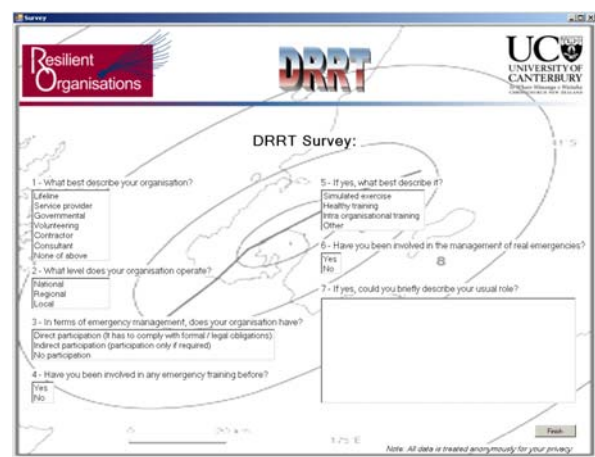 Survey
Resilient
Organisations
DRRT
UC
UNIVERSITY OF
CANTERBURY
DRRT Survey:
1 - What best describe your organisation?
Lifeline
Service provider
Governmental
Volunteering
Contractor
Consultant
None of above
2 - What level does your organisation operate?
National
Regional
Local
3 - In terms of emergency management, does your organisation have?
Direct participation (It has to comply with formal / legal obligations)
Indirect participation (participation only if required)
No participation
4 - Have you been involved in any emergency training before?
Yes
No
5 - If yes, what best describe it?
Simulated exercise
Healthy training
Intra organisational training
Other
6 - Have you been involved in the management of real emergencies?
Yes
No
8
7 - If yes, could you briefly describe your usual role?
Finish
175 E
Note: All data is treated anonymously for your privacy